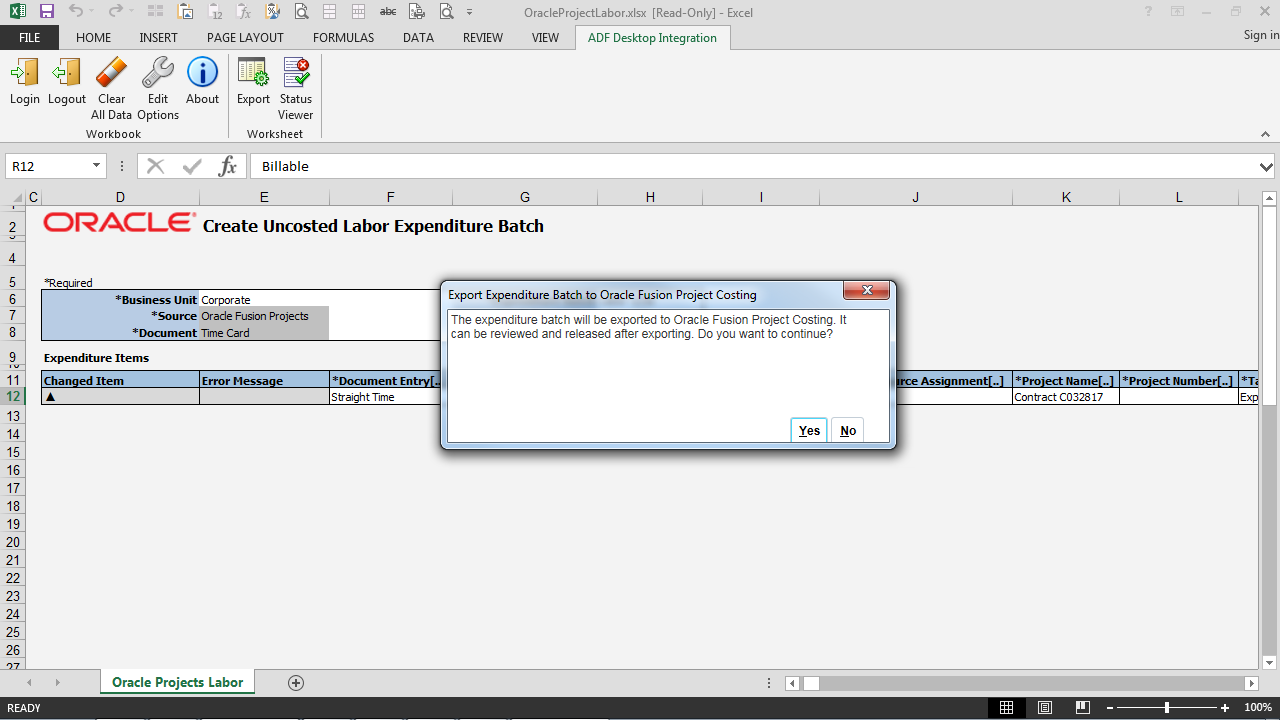 OracleProjectLabor.xlsx [Read-Only] - Excel
FILE HOME INSERT PAGE LAYOUT FORMULAS DATA REVIEW VIEW ADF Desktop Integration Sign in
Login Logout Clear All Data Edit Options About Export Status Viewer
Workbook Worksheet
R12 fx Billable
C D E F G H I J K L
2 ORACLE Create Uncosted Labor Expenditure Batch
4
5 *Required
6 *Business Unit Corporate
7 *Source Oracle Fusion Projects
8 *Document Time Card
Export Expenditure Batch to Oracle Fusion Project Costing
The expenditure batch will be exported to Oracle Fusion Project Costing. It
can be reviewed and released after exporting. Do you want to continue?
Yes No
9 Expenditure Items
11 Changed Item Error Message *Document Entry[.. Assignment[..] *Project Name[..] *Project Number[..] *Ta
12 ▲ Straight Time Contract C032817 Exp
13
14
15
16
17
18
19
20
21
22
23
24
25
26
27
Oracle Projects Labor
READY 100%